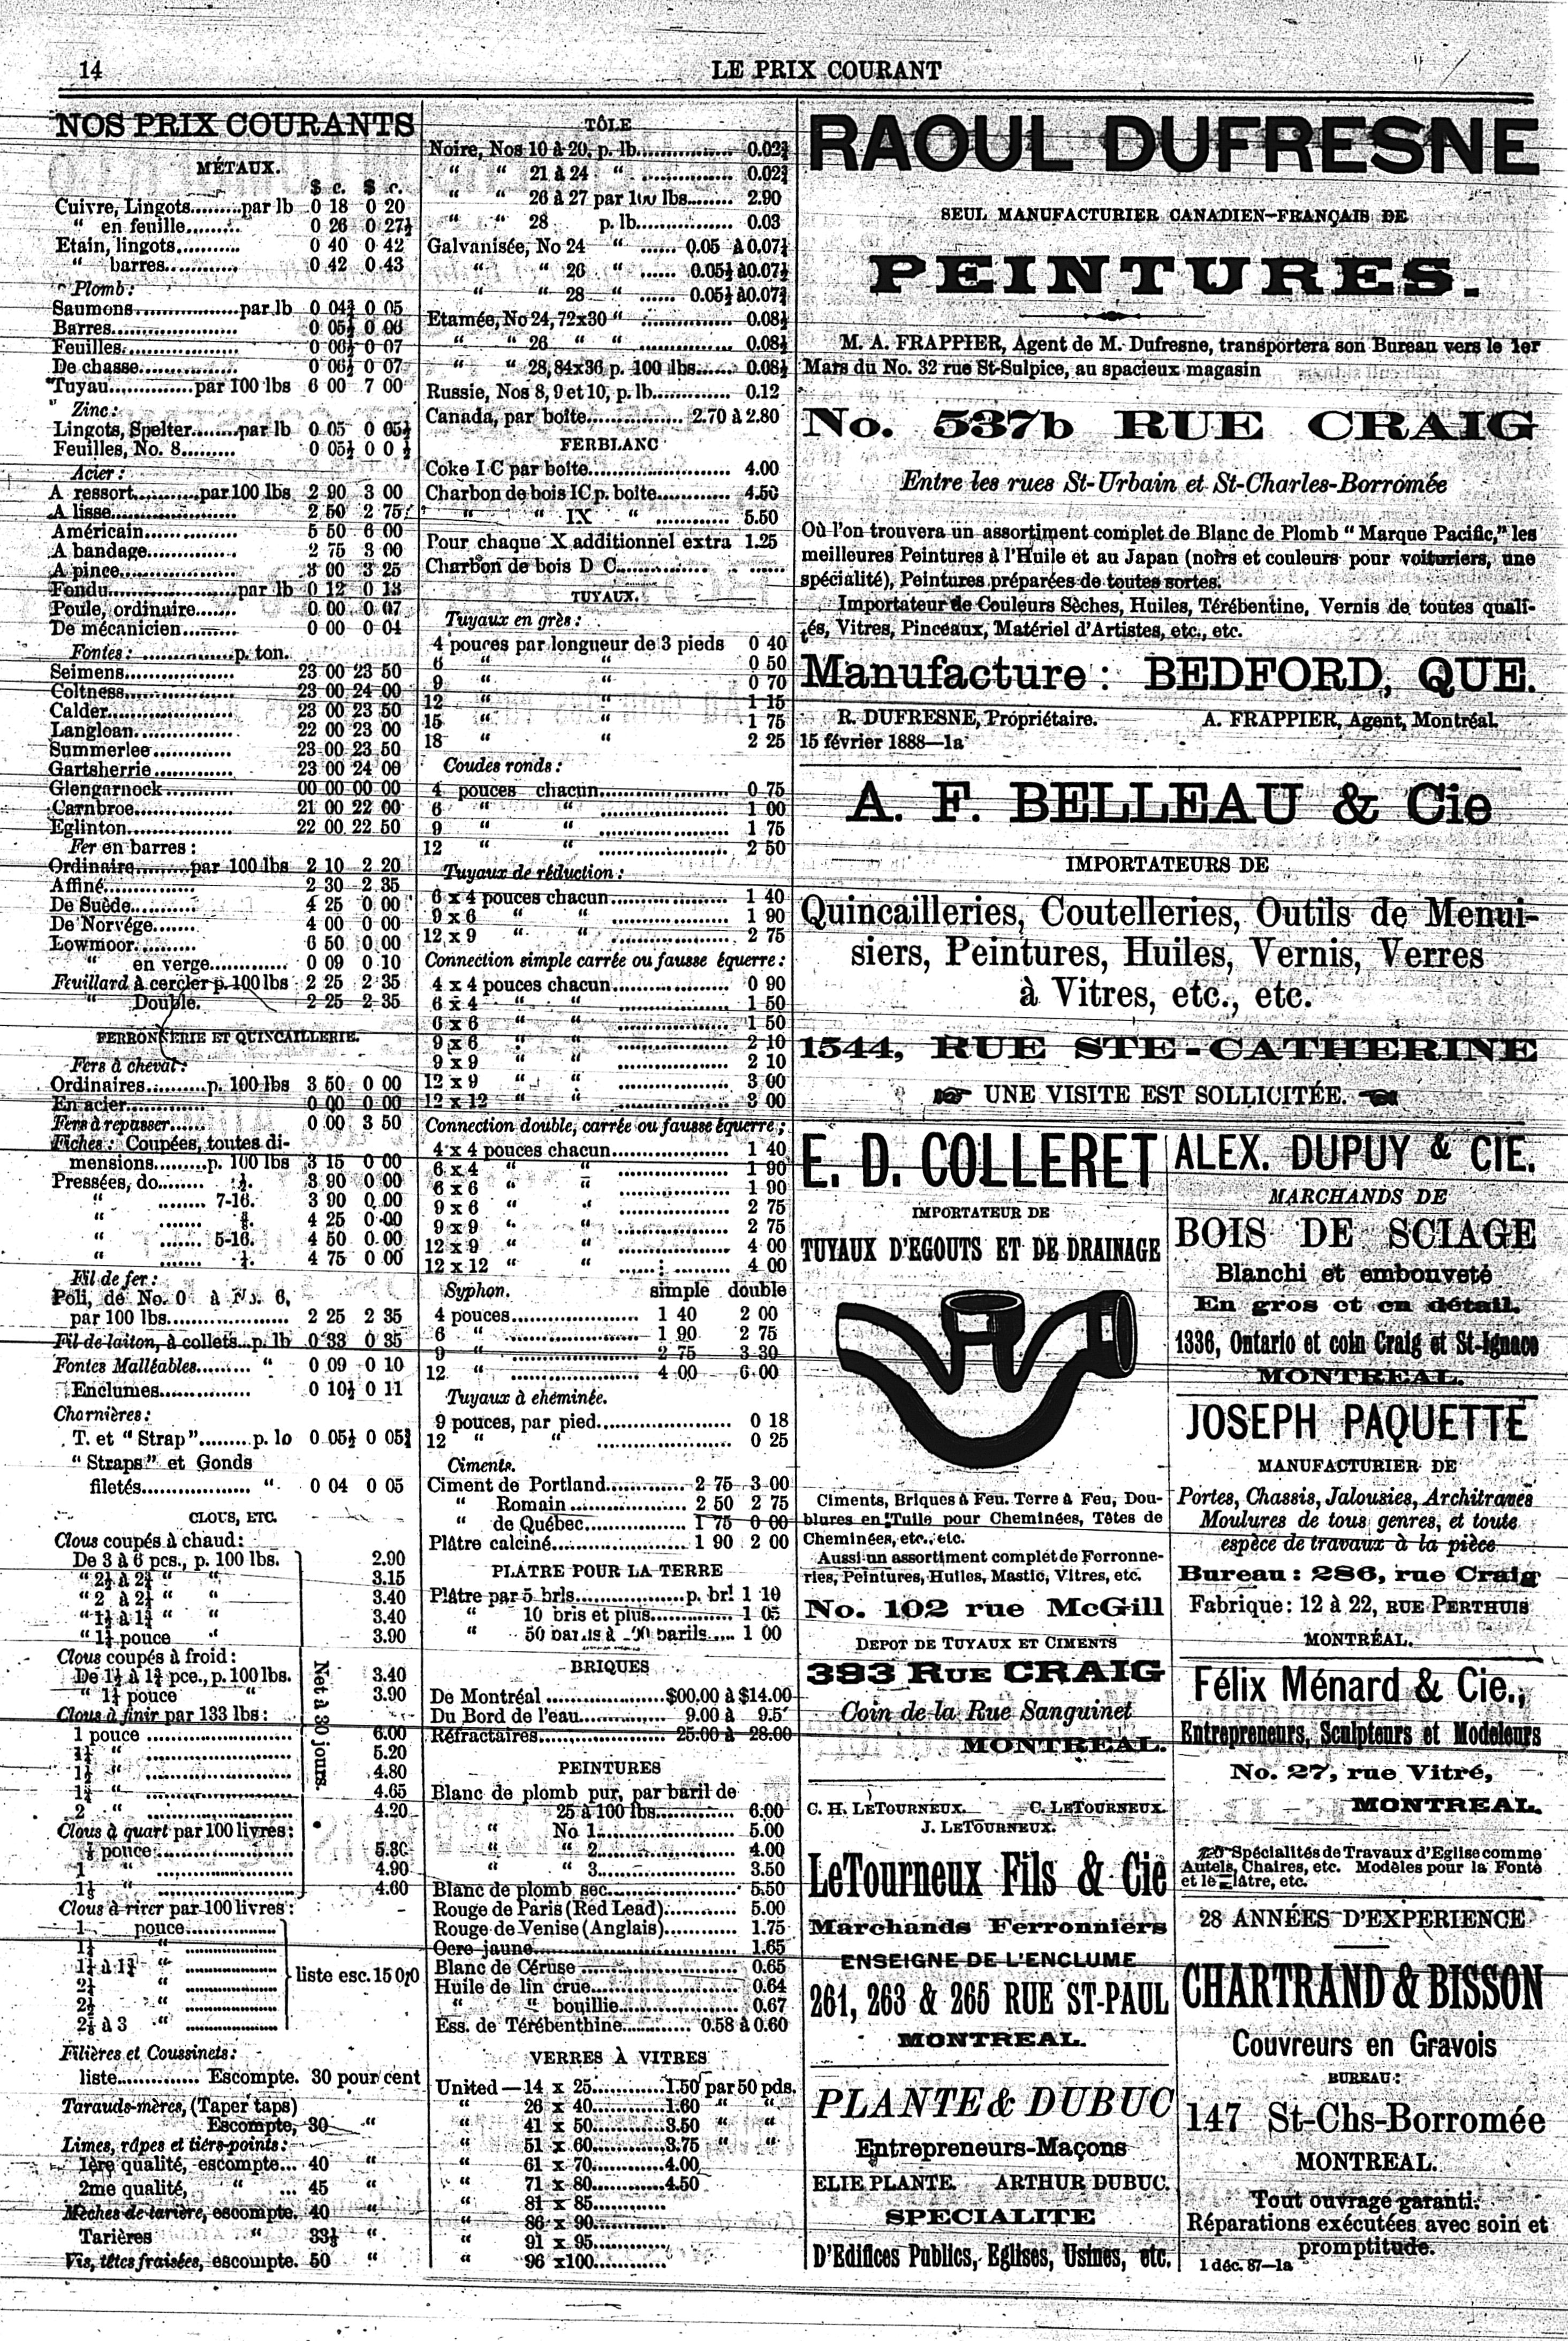 14
LE PRIX COURANT
NOS PRIX COURANTS
MÉTAUX.
$ c. $ c.
Cuivre, Lingots.........par lb 0 18 0 20
“ en feuille........ 0 26 0 27½
Etain, lingots........... 0 40 0 42
“ barres............. 0 42 0 43
Plomb:
Saumons................par lb 0 04¾ 0 05
Barres...................... 0 05½ 0 06
Feuilles.................... 0 06½ 0 07
De chasse.................. 0 06½ 0 07
Tuyau.............par 100 lbs 6 00 7 00
Zinc:
Lingots, Spelter........par lb 0 05 0 05½
Feuilles, No. 8......... 0 05½
Acier:
A ressort...........par 100 lbs 2 90 3 00
A lisse..................... 2 50 2 75
Américain................ 5 50 6 00
A bandage............... 2 75 3 00
A pince.................... 3 00 3 25
Fondu..................par lb 0 12 0 13
Poule, ordinaire....... 0 00 0 07
De mécanicien......... 0 00 0 04
Fontes: ...............p. ton.
Seimens................... 23 00 23 50
Coltness................... 23 00 24 00
Calder..................... 23 00 23 50
Langloan................. 22 00 23 00
Summerlee.............. 23 00 23 50
Gartsherrie............. 23 00 24 00
Glengarnock........... 00 00 00 00
Carnbroe................. 21 00 22 00
Eglinton.................. 22 00 22 50
Fer en barres:
Ordinaire..........par 100 lbs 2 10 2 20
Affiné............... 2 30 2 35
De Suède........... 4 25 0 00
De Norvége....... 4 00 0 00
Lowmoor.......... 6 50 0 00
“ en verge............. 0 09 0 10
Feuillard à cercler p. 100 lbs 2 25 2 35
“ Double. 2 25 2 35
FERRONNERIE ET QUINCAILLERIE.
Fers à cheval:
Ordinaires..........p. 100 lbs 3 50 0 00
En acier............. 0 00 0 00
Fers à repasser...... 0 00 3 50
Fiches: Coupées, toutes di-
mensions.........p. 100 lbs 3 15 0 00
Pressées, do........ ½. 3 90 0 00
“ ........ 7-16. 3 90 0 00
“ ....... ⅜. 4 25 0 00
“ ....... 5-16. 4 50 0 00
“ ....... ¼. 4 75 0 00
Fil de fer:
Poli, de No. 0 à No. 6,
par 100 lbs................. 2 25 2 35
Fil de laiton, à collets..p. lb 0 33 0 35
Fontes Malléables......... “ 0 09 0 10
Enclumes............... 0 10½ 0 11
Charnières:
T. et “Strap”........p. lo 0 05½ 0 05¾
“Straps” et Gonds
filetés.................. “ 0 04 0 05
CLOUS, ETC.
Clous coupés à chaud:
De 3 à 6 pcs., p. 100 lbs. 2.90
“ 2½ à 2¾ “ “ 3.15
“ 2 à 2¼ “ “ 3.40
“ 1½ à 1¾ “ “ 3.40
“ 1¼ pouce “ 3.90
Clous coupés à froid:
De 1½ à 1¾ pce., p. 100 lbs. 3.40
“ 1¼ pouce “ 3.90
Net à 30 jours.
Clous à finir par 133 lbs:
1 pouce ......................... 6.00
1¼ “ ........................ 5.20
1½ “ ........................ 4.80
1¾ “ ........................ 4.65
2 “ ........................ 4.20
Clous à quart par 100 livres:
⅞ pouce........................ 5.30
1 “ ........................ 4.90
1⅛ “ ........................ 4.60
Clous à river par 100 livres:
1 pouce................
1¼ “ ................
1½ à 1¾ “ ................
2¼ “ ................
2½ “ ................
2⅝ à 3 “ ................
liste esc. 15 0/0
Filières et Coussinets:
liste............. Escompte. 30 pour cent
Tarauds-mères, (Taper taps)
Escompte, 30 “
Limes, râpes et tiers-points:
1ère qualité, escompte... 40 “
2me qualité, “ ... 45 “
Mèches de tarière, escompte. 40 “
Tarières “ 33⅓ “
Vis, têtes fraisées, escompte. 50 “
TÔLE
Noire, Nos 10 à 20, p. lb................ 0.02¾
“ “ 21 à 24 “ ............... 0.02¾
“ “ 26 à 27 par 100 lbs........ 2.90
“ “ 28 p. lb................ 0.03
Galvanisée, No 24 “ ...... 0.05 à 0.07¼
“ “ 26 “ ...... 0.05½ à 0.07½
“ “ 28 “ ...... 0.05½ à 0.07¾
Etamée, No 24, 72x30 “ ............... 0.08½
“ “ 26 “ “ ............... 0.08½
“ “ 28, 84x36 p. 100 lbs...... 0.08½
Russie, Nos 8, 9 et 10, p. lb............. 0.12
Canada, par boîte............... 2.70 à 2.80
FERBLANC
Coke I C par boîte....................... 4.00
Charbon de bois IC p. boîte............ 4.50
“ “ IX “ ............ 5.50
Pour chaque X additionnel extra 1.25
Charbon de bois D C.............. ......
TUYAUX.
Tuyaux en grès:
4 pouces par longueur de 3 pieds 0 40
6 “ “ 0 50
9 “ “ 0 70
12 “ “ 1 15
15 “ “ 1 75
18 “ “ 2 25
Coudes ronds:
4 pouces chacun...................... 0 75
6 “ “ ...................... 1 00
9 “ “ ...................... 1 75
12 “ “ ...................... 2 50
Tuyaux de réduction:
6 x 4 pouces chacun.................... 1 40
9 x 6 “ “ .................... 1 90
12 x 9 “ “ .................... 2 75
Connection simple carrée ou fausse équerre:
4 x 4 pouces chacun.................... 0 90
6 x 4 “ “ .................... 1 50
6 x 6 “ “ .................... 1 50
9 x 6 “ “ .................... 2 10
9 x 9 “ “ .................... 2 10
12 x 9 “ “ .................... 3 00
12 x 12 “ “ .................... 3 00
Connection double, carrée ou fausse équerre;
4 x 4 pouces chacun.................... 1 40
6 x 4 “ “ .................... 1 90
6 x 6 “ “ .................... 1 90
9 x 6 “ “ .................... 2 75
9 x 9 “ “ .................... 2 75
12 x 9 “ “ .................... 4 00
12 x 12 “ “ .................... 4 00
Syphon. simple double
4 pouces..................... 1 40 2 00
6 “ ..................... 1 90 2 75
9 “ ..................... 2 75 3 30
12 “ ..................... 4 00 6 00
Tuyaux à cheminée.
9 pouces, par pied....................... 0 18
12 “ “ ....................... 0 25
Ciments.
Ciment de Portland............ 2 75 3 00
“ Romain .................. 2 50 2 75
“ de Québec............... 1 75 0 00
Plâtre calciné.................... 1 90 2 00
PLATRE POUR LA TERRE
Plâtre par 5 brls..............p. brl 1 10
“ 10 bris et plus............. 1 05
“ 50 barils à barils..... 1 00
BRIQUES
De Montréal ....................$00.00 à $14.00
Du Bord de l'eau.............. 9.00 à
Réfractaires..................... 25.00 à 28.00
PEINTURES
Blanc de plomb pur, par baril de
25 à 100 lbs............. 6.00
“ No 1........................ 5.00
“ “ 2........................ 4.00
“ “ 3........................ 3.50
Blanc de plomb sec...................... 5.50
Rouge de Paris (Red Lead)............ 5.00
Rouge de Venise (Anglais)............ 1.75
Ocre jaune................................ 1.65
Blanc de Céruse ......................... 0.65
Huile de lin crue......................... 0.64
“ “ bouillie................... 0.67
Ess. de Térébenthine............ 0.58 à 0.60
VERRES À VITRES
United—14 x 25............1.50 par 50 pds.
“ 26 x 40............1.60 “ “
“ 41 x 50............3.50 “ “
“ 51 x 60............3.75 “ “
“ 61 x 70............4.00
“ 71 x 80............4.50
“ 81 x 85............
“ 86 x 90............
“ 91 x 95............
“ 96 x100............
RAOUL DUFRESNE
SEUL MANUFACTURIER CANADIEN-FRANÇAIS DE
PEINTURES.
M. A. FRAPPIER, Agent de M. Dufresne, transportera son Bureau vers le 1er
Mars du No. 32 rue St-Sulpice, au spacieux magasin
No. 537b RUE CRAIG
Entre les rues St-Urbain et St-Charles-Borromée
Où l'on trouvera un assortiment complet de Blanc de Plomb “Marque Pacific,” les
meilleures Peintures à l'Huile et au Japan (noirs et couleurs pour voituriers, une
spécialité), Peintures préparées de toutes sortes.
Importateur de Couleurs Sèches, Huiles, Térébentine, Vernis de toutes quali-
tés, Vitres, Pinceaux, Matériel d'Artistes, etc., etc.
Manufacture: BEDFORD, QUE.
R. DUFRESNE, Propriétaire. A. FRAPPIER, Agent, Montréal.
15 février 1888—1a
A. F. BELLEAU & Cie
IMPORTATEURS DE
Quincailleries, Coutelleries, Outils de Menui-
siers, Peintures, Huiles, Vernis, Verres
à Vitres, etc., etc.
1544, RUE STE-CATHERINE
UNE VISITE EST SOLLICITÉE.
E. D. COLLERET
IMPORTATEUR DE
TUYAUX D'EGOUTS ET DE DRAINAGE
Ciments, Briques à Feu. Terre à Feu, Dou-
blures en Tuile pour Cheminées, Têtes de
Cheminées, etc., etc.
Aussi un assortiment complet de Ferronne-
ries, Peintures, Huiles, Mastic, Vitres, etc.
No. 102 rue McGill
DEPOT DE TUYAUX ET CIMENTS
393 RUE CRAIG
Coin de la Rue Sanguinet
MONTREAL.
C. H. LETOURNEUX. C. LETOURNEUX.
J. LETOURNEUX.
LeTourneux Fils & Cie
Marchands Ferronniers
ENSEIGNE DE L'ENCLUME
261, 263 & 265 RUE ST-PAUL
MONTREAL.
PLANTE & DUBUC
Entrepreneurs-Maçons
ELIE PLANTE. ARTHUR DUBUC.
SPECIALITE
D'Edifices Publics, Eglises, Usines, etc.
ALEX. DUPUY & CIE.
MARCHANDS DE
BOIS DE SCIAGE
Blanchi et embouveté
En gros et en détail.
1336, Ontario et coin Craig et St-Ignace
MONTREAL.
JOSEPH PAQUETTE
MANUFACTURIER DE
Portes, Chassis, Jalousies, Architraves
Moulures de tous genres, et toute
espèce de travaux à la pièce
Bureau: 286, rue Craig
Fabrique: 12 à 22, RUE PERTHUIS
MONTRÉAL.
Félix Ménard & Cie.,
Entrepreneurs, Sculpteurs et Modeleurs
No. 27, rue Vitré,
MONTREAL.
Spécialités de Travaux d'Eglise comme
Autels, Chaires, etc. Modèles pour la Fonte
et le Plâtre, etc.
28 ANNÉES D'EXPERIENCE
CHARTRAND & BISSON
Couvreurs en Gravois
BUREAU:
147 St-Chs-Borromée
MONTREAL.
Tout ouvrage garanti.
Réparations exécutées avec soin et
promptitude.
1 déc. 87—1a